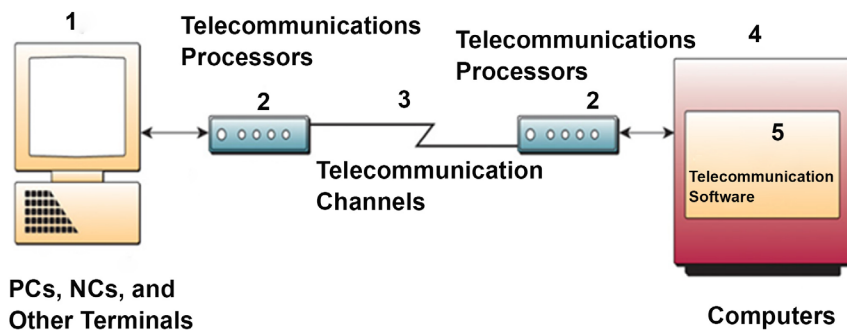 1
Telecommunications
Processors
2
3
Telecommunications
Processors
2
4
5
Telecommunication
Software
Telecommunication
Channels
PCs, NCs, and
Other Terminals
Computers